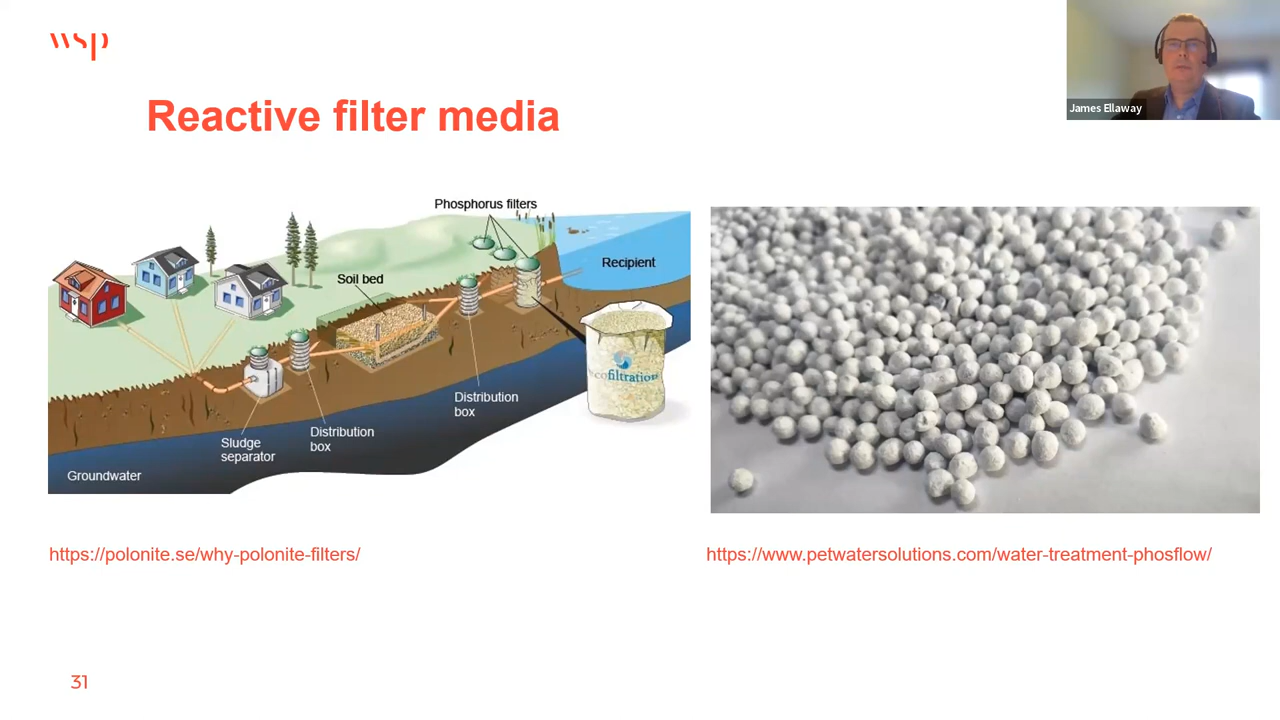 wsp
James Ellaway
Reactive filter media
Phosphorus filters
Recipient
Soil bed
ecofiltration
Distribution
box
Distribution
box
Sludge
separator
Groundwater
https://polonite.se/why-polonite-filters/
https://www.petwatersolutions.com/water-treatment-phosflow/
31